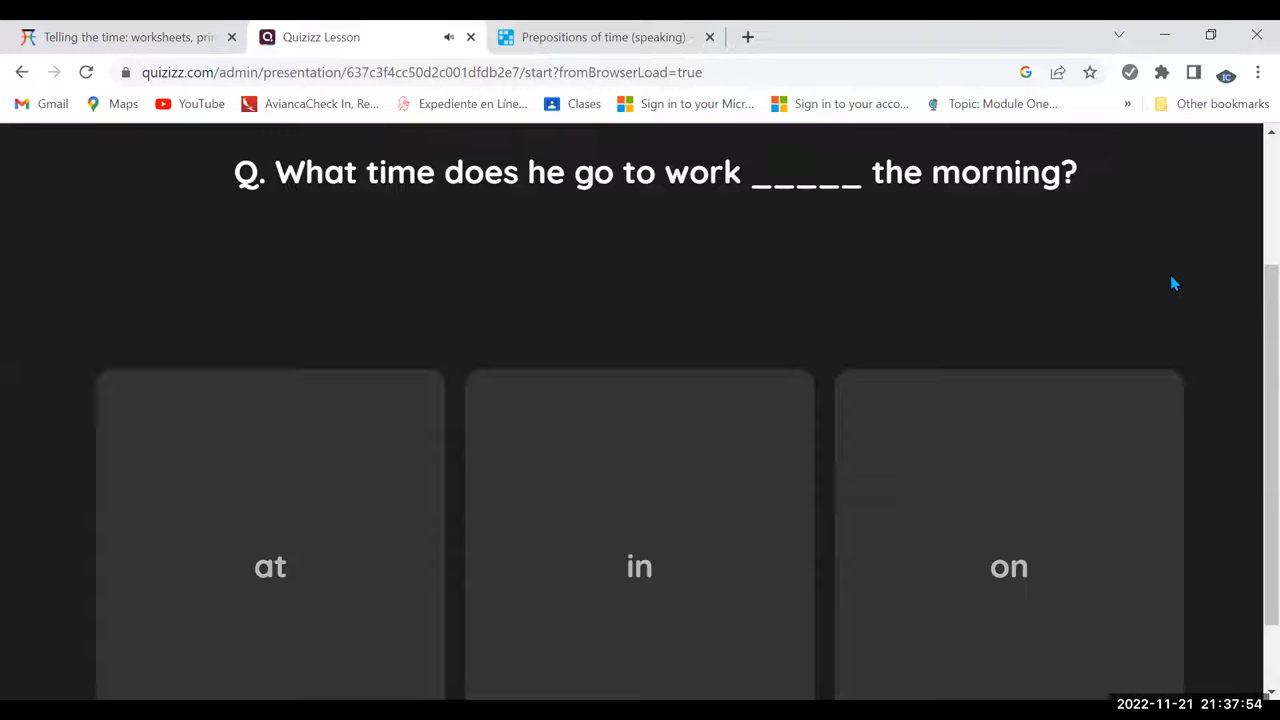 Telling the time: worksheets, prin
Quizizz Lesson
Prepositions of time (speaking) -
quizizz.com/admin/presentation/637c3f4cc50d2c001dfdb2e7/start?fromBrowserLoad=true
Gmail
Maps
YouTube
AviancaCheck In, Re...
Expediente en Líne...
Clases
Sign in to your Micr...
Sign in to your acco...
Topic: Module One...
»
Other bookmarks
Q. What time does he go to work _____ the morning?
at
in
on
2022-11-21 21:37:54